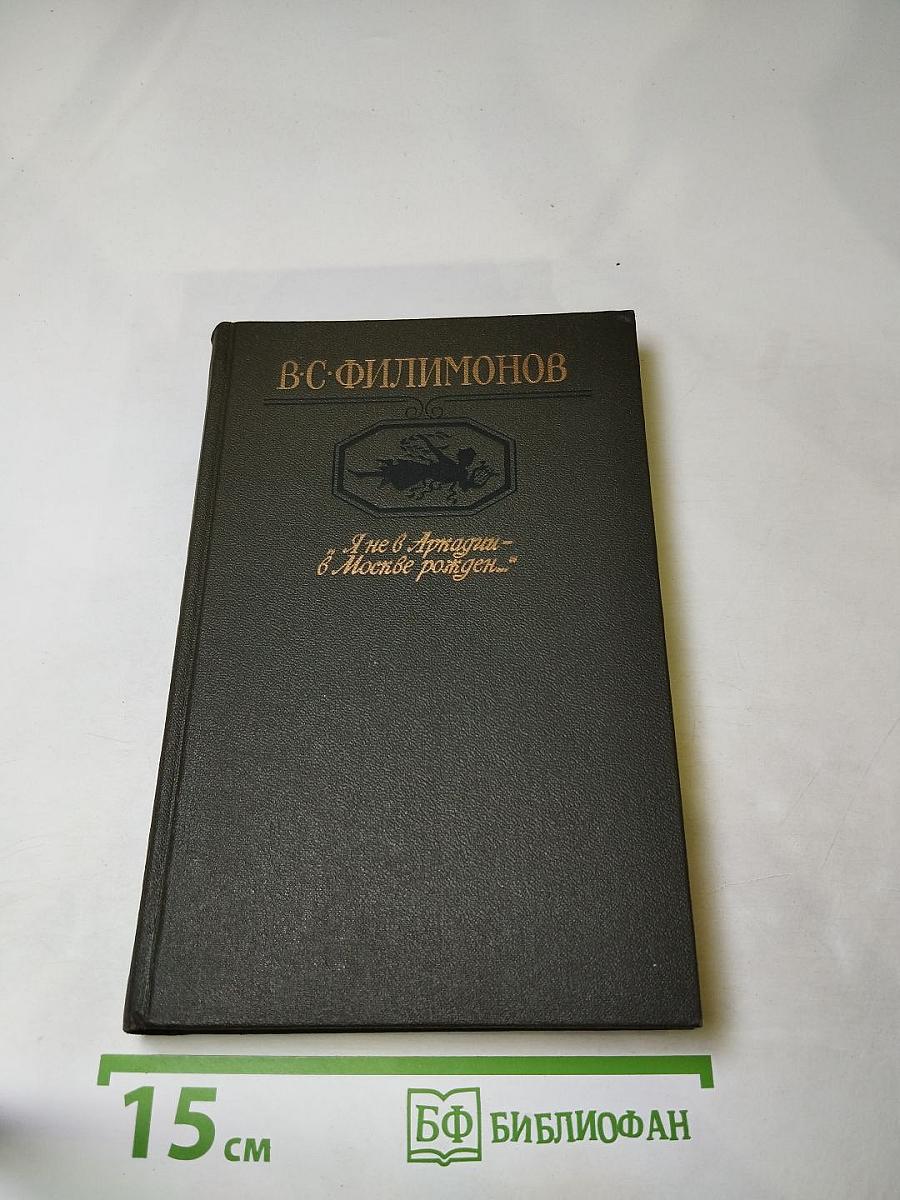 В·С·ФИЛИМОНОВ
„Я не в Аркадии–
в Москве рожден...“
15 см
БФ БИБЛИОФАН